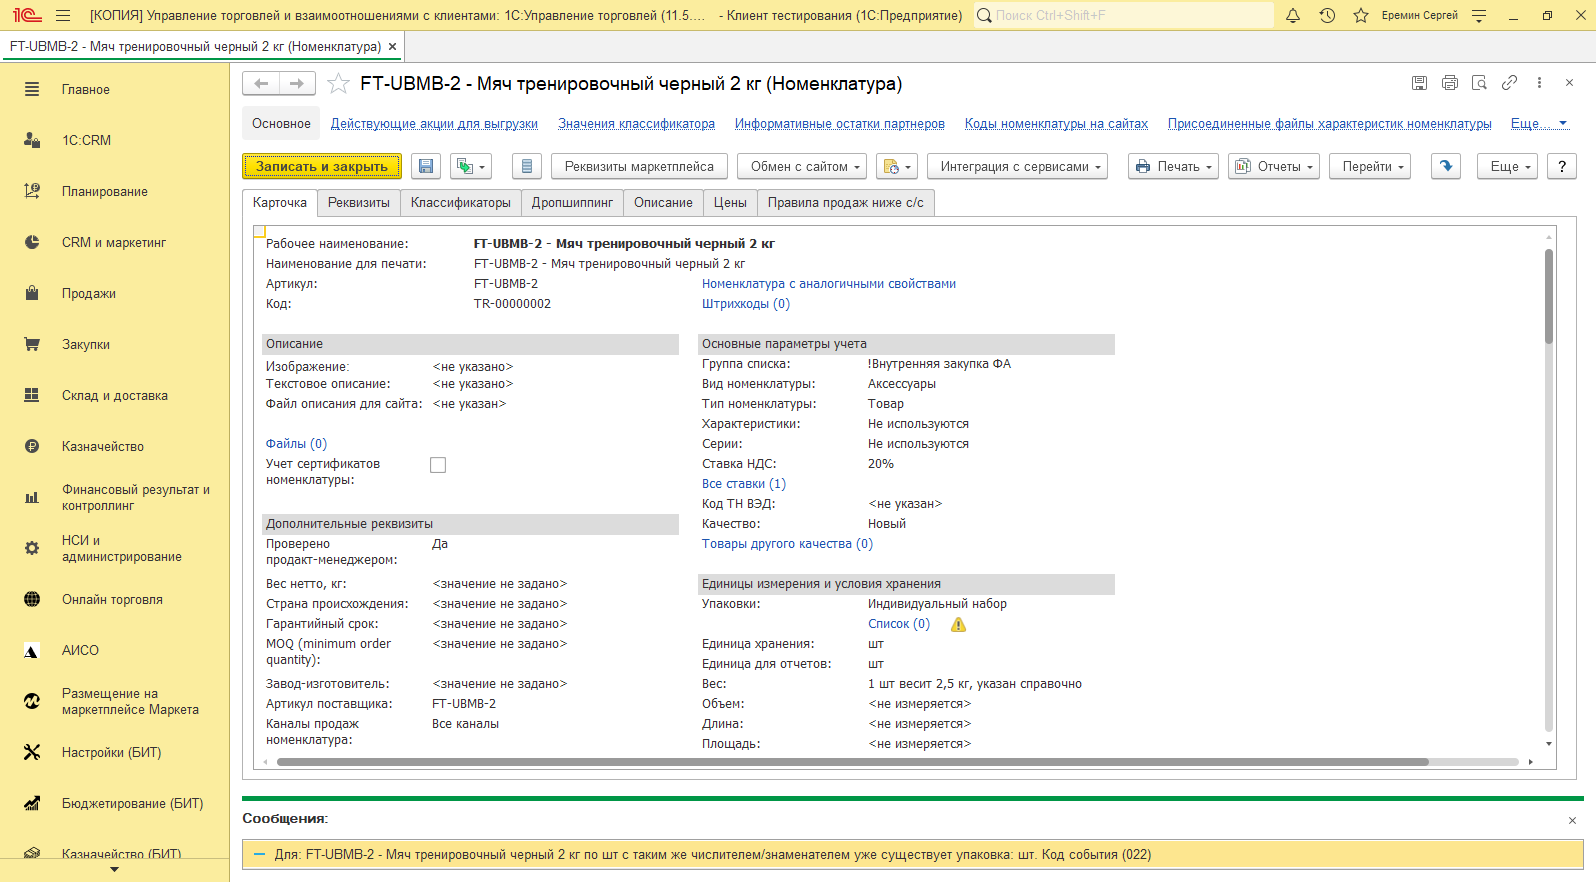 [КОПИЯ] Управление торговлей и взаимоотношениями с клиентами: 1С:Управление торговлей (11.5.... - Клиент тестирования (1С:Предприятие)
Поиск Ctrl+Shift+F
Еремин Сергей
FT-UBMB-2 - Мяч тренировочный черный 2 кг (Номенклатура)
Главное
1С:CRM
Планирование
CRM и маркетинг
Продажи
Закупки
Склад и доставка
Казначейство
Финансовый результат и
контроллинг
НСИ и
администрирование
Онлайн торговля
АИСО
Размещение на
маркетплейсе Маркета
Настройки (БИТ)
Бюджетирование (БИТ)
Казначейство (БИТ)
FT-UBMB-2 - Мяч тренировочный черный 2 кг (Номенклатура)
Основное Действующие акции для выгрузки Значения классификатора Информативные остатки партнеров Коды номенклатуры на сайтах Присоединенные файлы характеристик номенклатуры Еще...
Записать и закрыть Реквизиты маркетплейса Обмен с сайтом Интеграция с сервисами Печать Отчеты Перейти Еще ?
Карточка Реквизиты Классификаторы Дропшиппинг Описание Цены Правила продаж ниже с/с
Рабочее наименование: FT-UBMB-2 - Мяч тренировочный черный 2 кг
Наименование для печати: FT-UBMB-2 - Мяч тренировочный черный 2 кг
Артикул: FT-UBMB-2 Номенклатура с аналогичными свойствами
Код: TR-00000002 Штрихкоды (0)
Описание
Изображение: <не указано>
Текстовое описание: <не указано>
Файл описания для сайта: <не указан>
Файлы (0)
Учет сертификатов
номенклатуры:
Дополнительные реквизиты
Проверено Да
продакт-менеджером:
Вес нетто, кг: <значение не задано>
Страна происхождения: <значение не задано>
Гарантийный срок: <значение не задано>
MOQ (minimum order <значение не задано>
quantity):
Завод-изготовитель: <значение не задано>
Артикул поставщика: FT-UBMB-2
Каналы продаж Все каналы
номенклатура:
Основные параметры учета
Группа списка: !Внутренняя закупка ФА
Вид номенклатуры: Аксессуары
Тип номенклатуры: Товар
Характеристики: Не используются
Серии: Не используются
Ставка НДС: 20%
Все ставки (1)
Код ТН ВЭД: <не указан>
Качество: Новый
Товары другого качества (0)
Единицы измерения и условия хранения
Упаковки: Индивидуальный набор
Список (0)
Единица хранения: шт
Единица для отчетов: шт
Вес: 1 шт весит 2,5 кг, указан справочно
Объем: <не измеряется>
Длина: <не измеряется>
Площадь: <не измеряется>
Сообщения:
Для: FT-UBMB-2 - Мяч тренировочный черный 2 кг по шт с таким же числителем/знаменателем уже существует упаковка: шт. Код события (022)